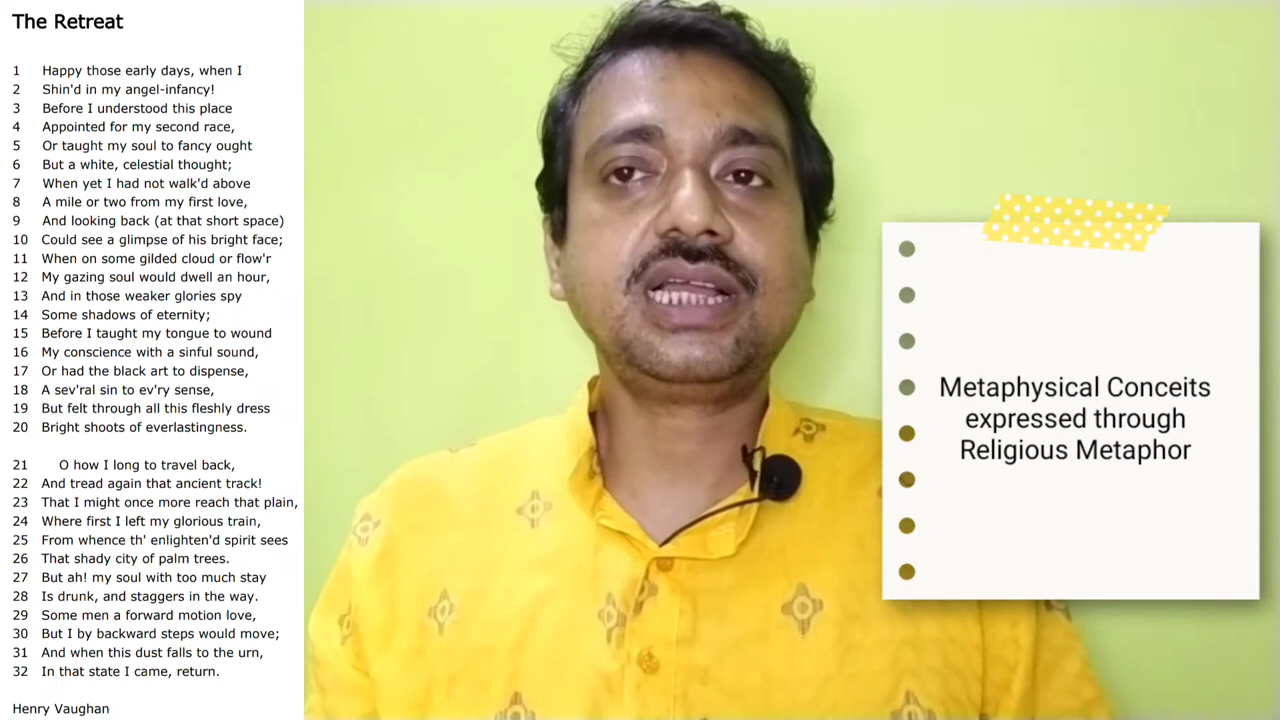 The Retreat
1 Happy those early days, when I
2 Shin'd in my angel-infancy!
3 Before I understood this place
4 Appointed for my second race,
5 Or taught my soul to fancy ought
6 But a white, celestial thought;
7 When yet I had not walk'd above
8 A mile or two from my first love,
9 And looking back (at that short space)
10 Could see a glimpse of his bright face;
11 When on some gilded cloud or flow'r
12 My gazing soul would dwell an hour,
13 And in those weaker glories spy
14 Some shadows of eternity;
15 Before I taught my tongue to wound
16 My conscience with a sinful sound,
17 Or had the black art to dispense,
18 A sev'ral sin to ev'ry sense,
19 But felt through all this fleshly dress
20 Bright shoots of everlastingness.
21 O how I long to travel back,
22 And tread again that ancient track!
23 That I might once more reach that plain,
24 Where first I left my glorious train,
25 From whence th' enlighten'd spirit sees
26 That shady city of palm trees.
27 But ah! my soul with too much stay
28 Is drunk, and staggers in the way.
29 Some men a forward motion love,
30 But I by backward steps would move;
31 And when this dust falls to the urn,
32 In that state I came, return.
Henry Vaughan
Metaphysical Conceits
expressed through
Religious Metaphor